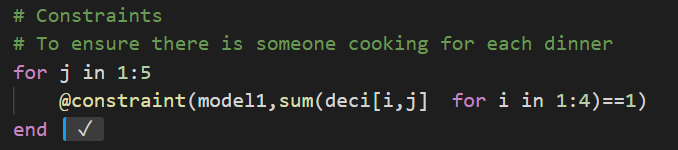 # Constraints
# To ensure there is someone cooking for each dinner
for j in 1:5
    @constraint(model1,sum(deci[i,j]  for i in 1:4)==1)
end ✓